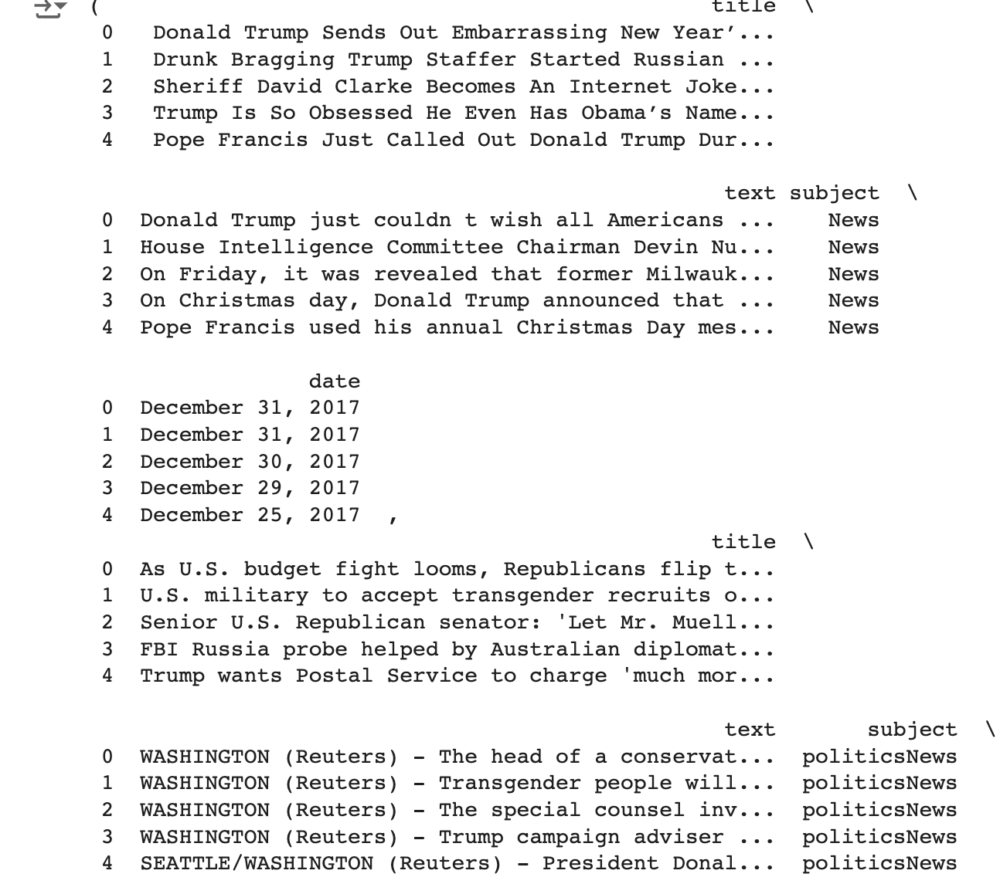 ( title \
0 Donald Trump Sends Out Embarrassing New Year’...
1 Drunk Bragging Trump Staffer Started Russian ...
2 Sheriff David Clarke Becomes An Internet Joke...
3 Trump Is So Obsessed He Even Has Obama’s Name...
4 Pope Francis Just Called Out Donald Trump Dur...
text subject \
0 Donald Trump just couldn t wish all Americans ... News
1 House Intelligence Committee Chairman Devin Nu... News
2 On Friday, it was revealed that former Milwauk... News
3 On Christmas day, Donald Trump announced that ... News
4 Pope Francis used his annual Christmas Day mes... News
date
0 December 31, 2017
1 December 31, 2017
2 December 30, 2017
3 December 29, 2017
4 December 25, 2017 ,
title \
0 As U.S. budget fight looms, Republicans flip t...
1 U.S. military to accept transgender recruits o...
2 Senior U.S. Republican senator: 'Let Mr. Muell...
3 FBI Russia probe helped by Australian diplomat...
4 Trump wants Postal Service to charge 'much mor...
text subject \
0 WASHINGTON (Reuters) - The head of a conservat... politicsNews
1 WASHINGTON (Reuters) - Transgender people will... politicsNews
2 WASHINGTON (Reuters) - The special counsel inv... politicsNews
3 WASHINGTON (Reuters) - Trump campaign adviser ... politicsNews
4 SEATTLE/WASHINGTON (Reuters) - President Donal... politicsNews